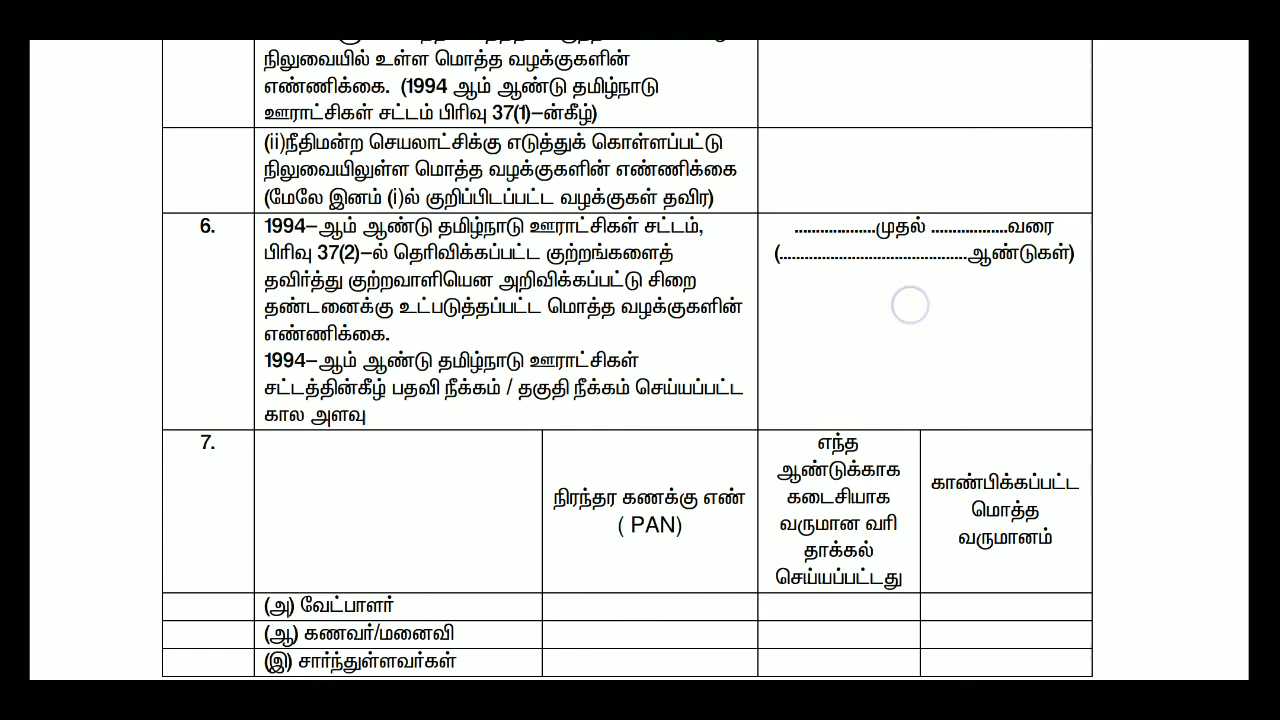 நிலுவையில் உள்ள மொத்த வழக்குகளின்
எண்ணிக்கை. (1994 ஆம் ஆண்டு தமிழ்நாடு
ஊராட்சிகள் சட்டம் பிரிவு 37(1)–ன்கீழ்)
(ii)நீதிமன்ற செயலாட்சிக்கு எடுத்துக் கொள்ளப்பட்டு
நிலுவையிலுள்ள மொத்த வழக்குகளின் எண்ணிக்கை
(மேலே இனம் (i)ல் குறிப்பிடப்பட்ட வழக்குகள் தவிர)
6.
1994–ஆம் ஆண்டு தமிழ்நாடு ஊராட்சிகள் சட்டம்,
பிரிவு 37(2)–ல் தெரிவிக்கப்பட்ட குற்றங்களைத்
தவிர்த்து குற்றவாளியென அறிவிக்கப்பட்டு சிறை
தண்டனைக்கு உட்படுத்தப்பட்ட மொத்த வழக்குகளின்
எண்ணிக்கை.
1994–ஆம் ஆண்டு தமிழ்நாடு ஊராட்சிகள்
சட்டத்தின்கீழ் பதவி நீக்கம் / தகுதி நீக்கம் செய்யப்பட்ட
கால அளவு
...................முதல் ..................வரை
(.............................................ஆண்டுகள்)
7.
நிரந்தர கணக்கு எண்
( PAN)
எந்த
ஆண்டுக்காக
கடைசியாக
வருமான வரி
தாக்கல்
செய்யப்பட்டது
காண்பிக்கப்பட்ட
மொத்த
வருமானம்
(அ) வேட்பாளர்
(ஆ) கணவர்/மனைவி
(இ) சார்ந்துள்ளவர்கள்